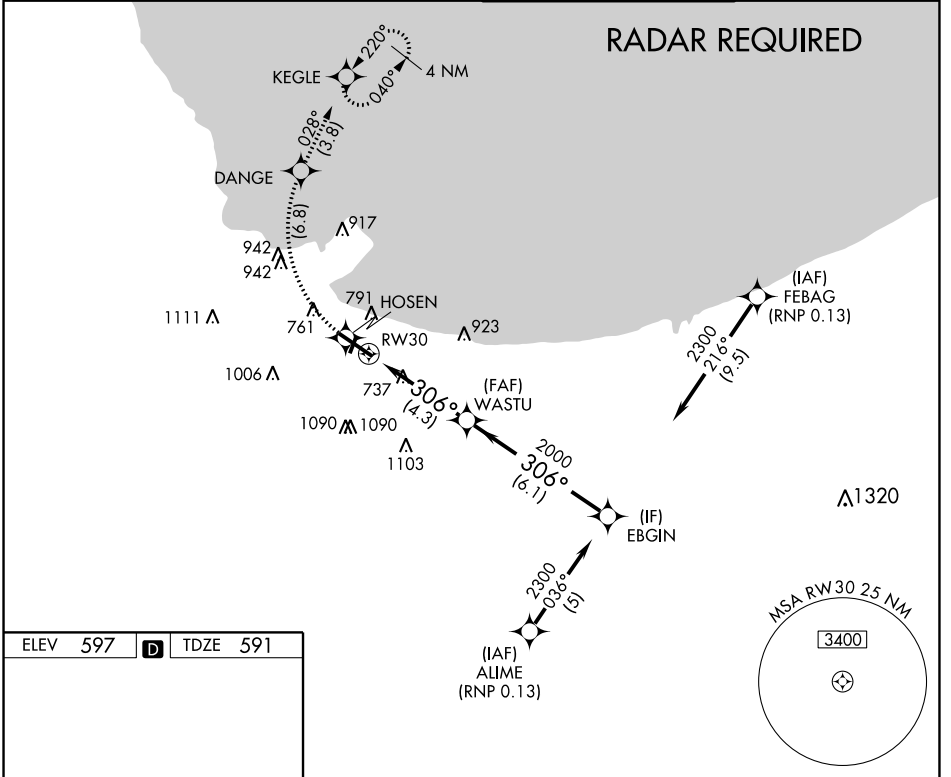 RADAR REQUIRED
220°
KEGLE
040°
4 NM
028°
(3.8)
DANGE
(6.8)
917
942
942
(IAF)
FEBAG
(RNP 0.13)
791
HOSEN
1111
761
923
RW30
2300
216°
(9.5)
1006
737
306°
(4.3)
(FAF)
WASTU
1090
1090
1103
2000
306°
(6.1)
1320
(IF)
EBGIN
2300
036°
(5)
MSA RW30 25 NM
3400
ELEV 597 D TDZE 591
(IAF)
ALIME
(RNP 0.13)